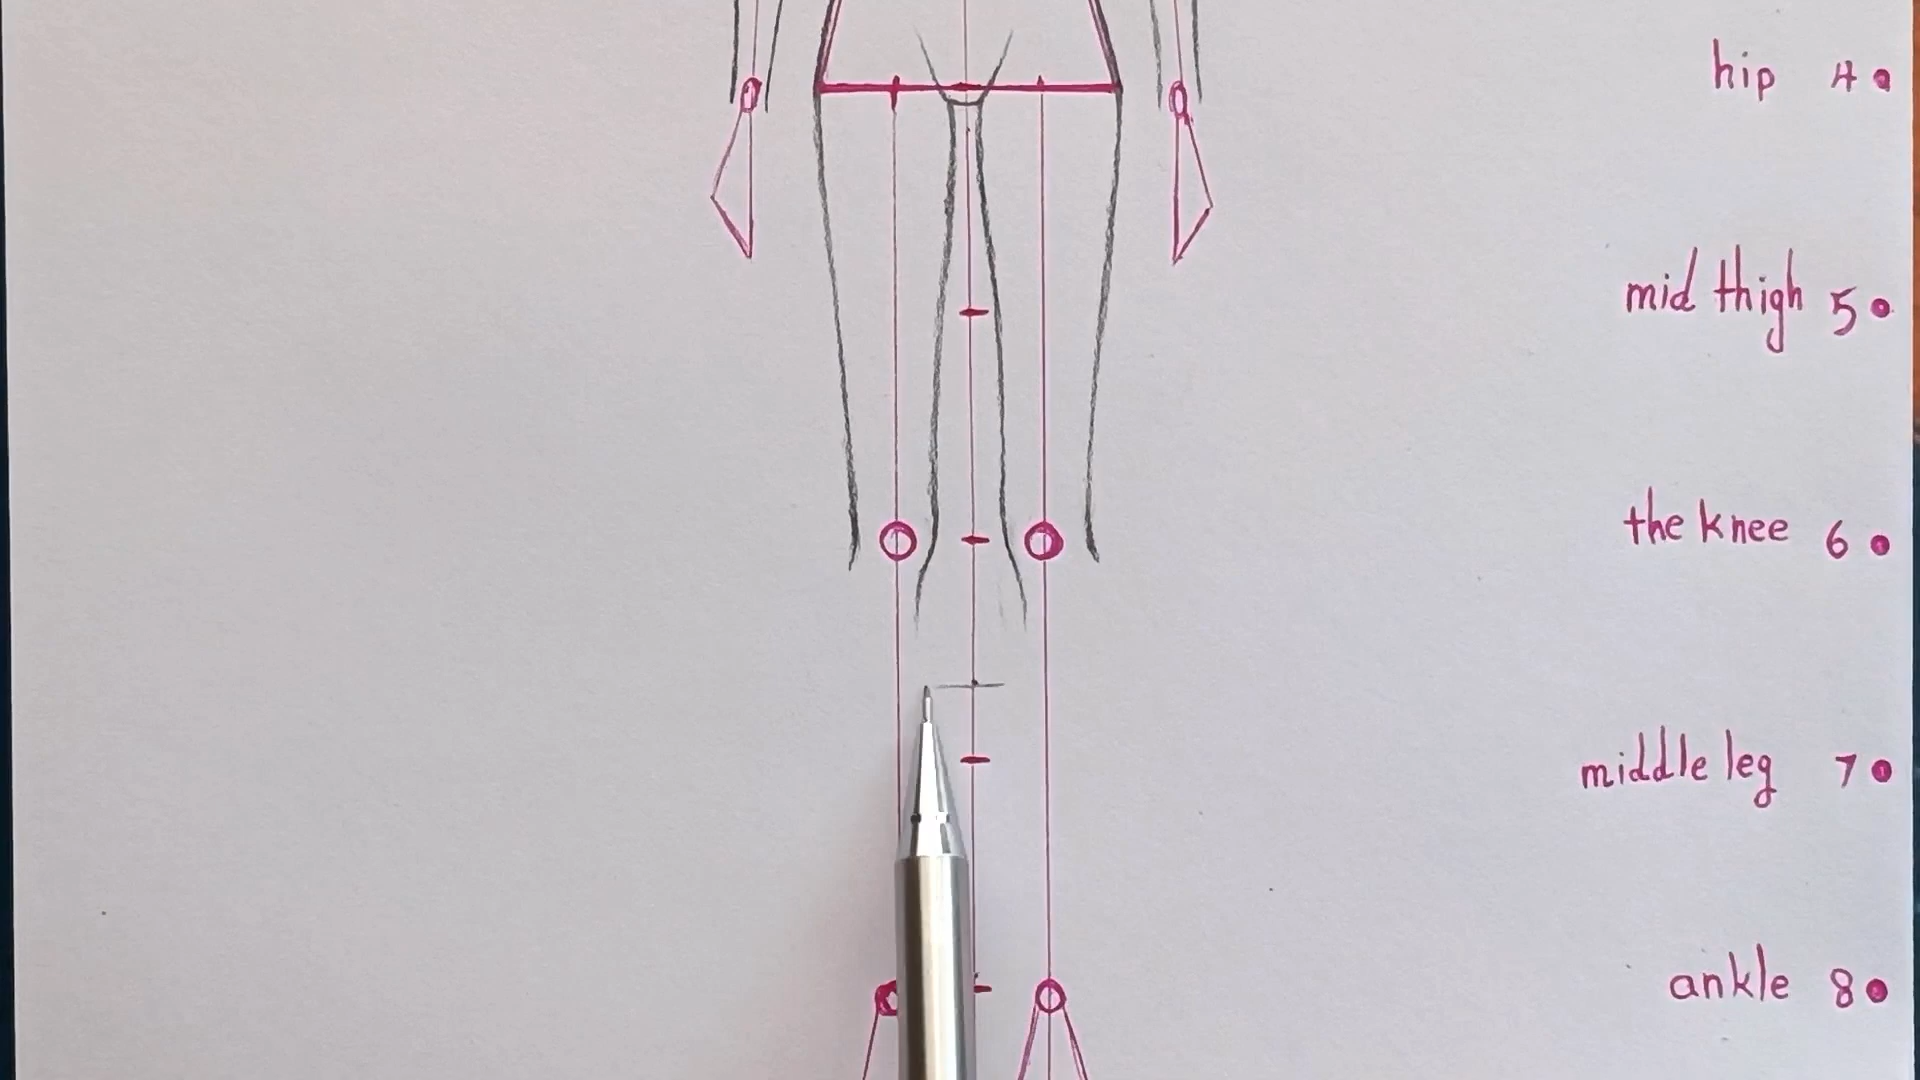 hip 4
mid thigh 5
the knee 6
middle leg 7
ankle 8